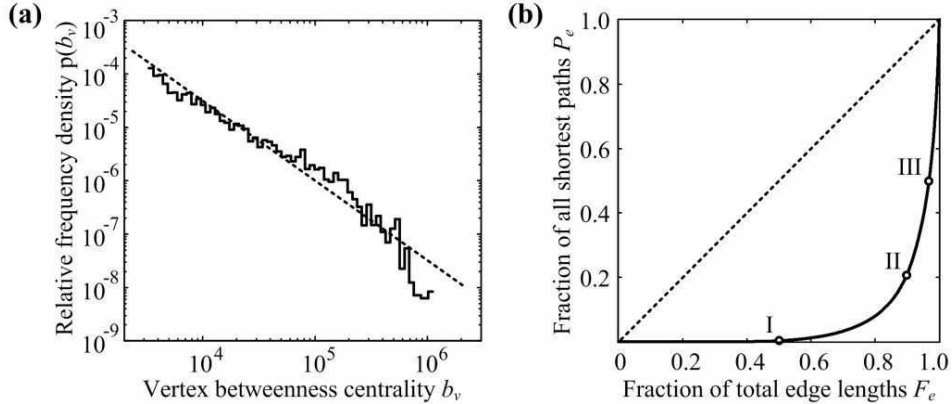 (a)
Relative frequency density p(b_v)
10^-3
10^-4
10^-5
10^-6
10^-7
10^-8
10^-9
10^4
10^5
10^6
Vertex betweenness centrality b_v
(b)
Fraction of all shortest paths P_e
1.0
0.8
0.6
0.4
0.2
III
II
I
0
0.2
0.4
0.6
0.8
1.0
Fraction of total edge lengths F_e